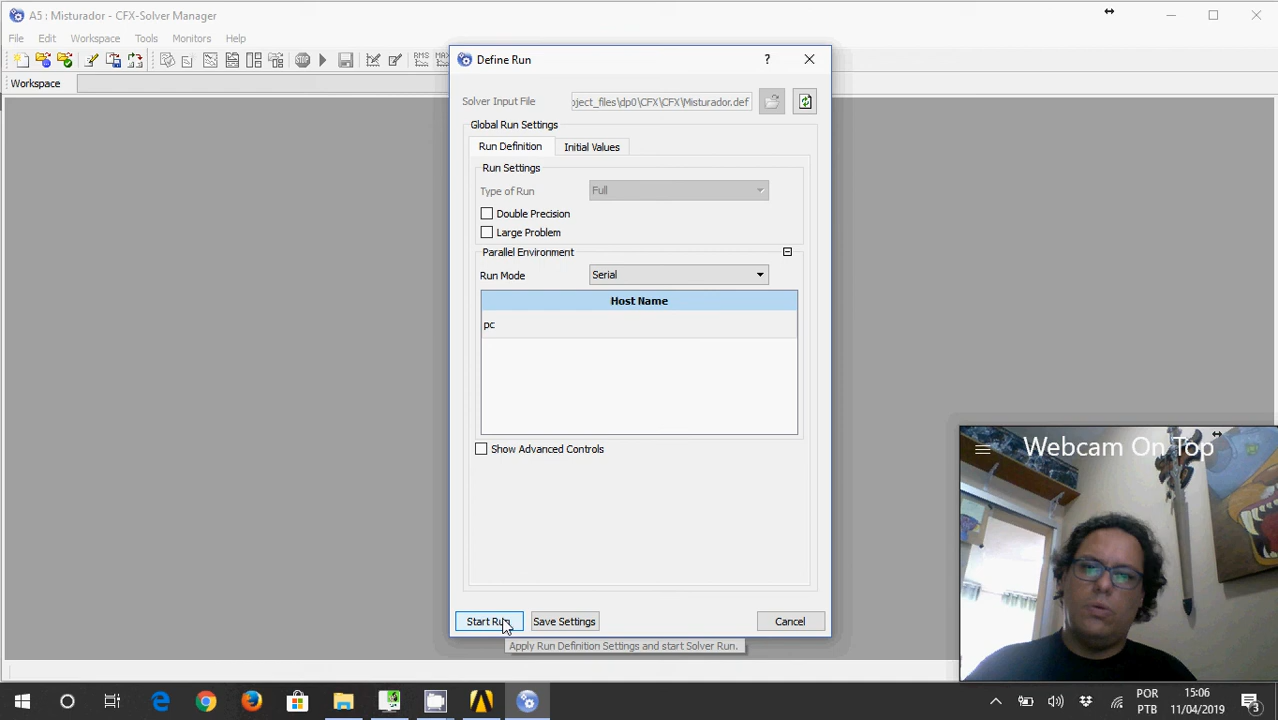 A5 : Misturador - CFX-Solver Manager
File Edit Workspace Tools Monitors Help
RMS
Workspace
Define Run
?
Solver Input File
oject_files\dp0\CFX\CFX\Misturador.def
Global Run Settings
Run Definition Initial Values
Run Settings
Type of Run Full
Double Precision
Large Problem
Parallel Environment
Run Mode Serial
Host Name
pc
Show Advanced Controls
Start Run Save Settings Cancel
Apply Run Definition Settings and start Solver Run.
Webcam On Top
POR
PTB
15:06
11/04/2019
3